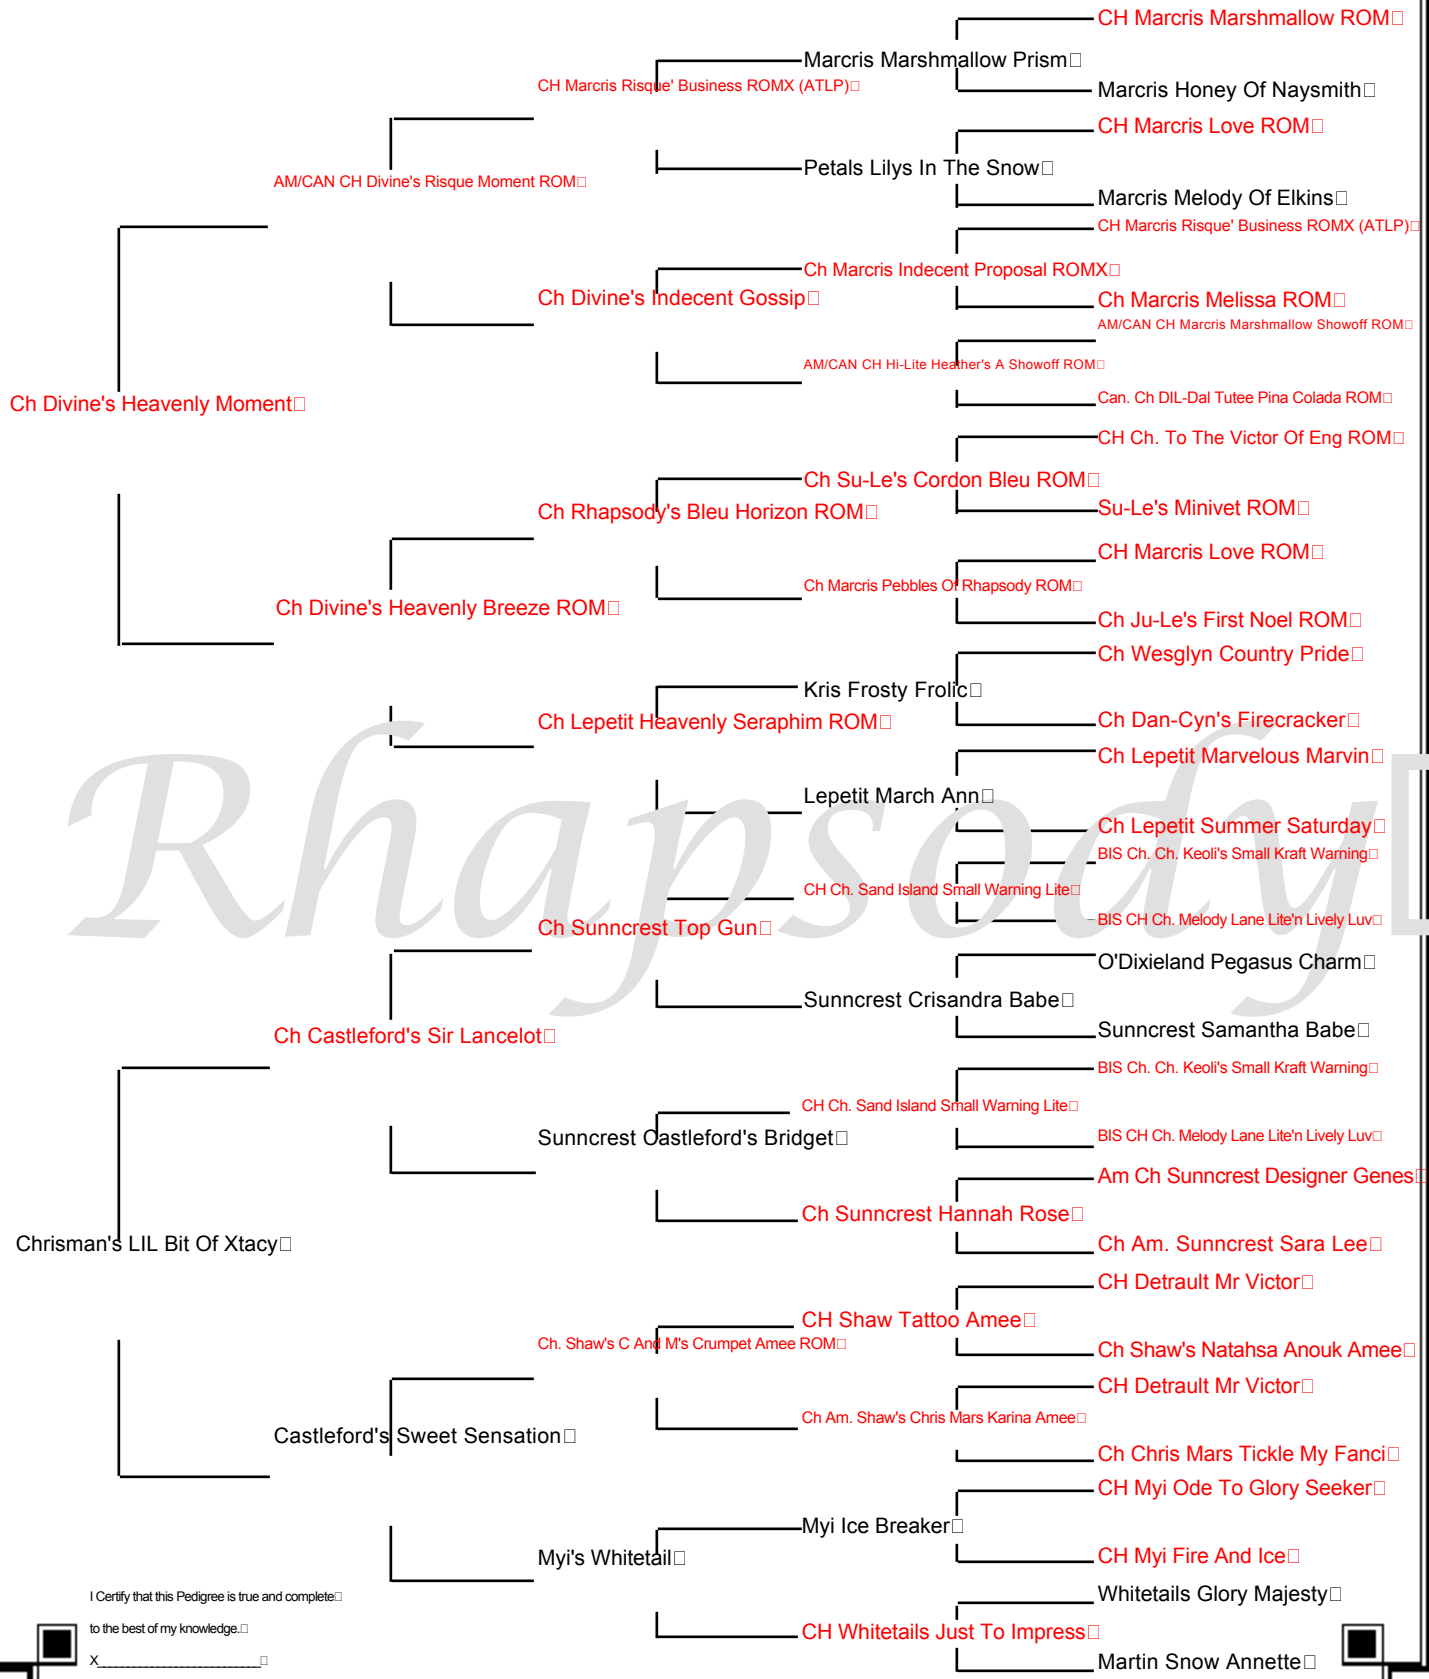 CH Marcris Marshmallow ROM
Marcris Marshmallow Prism
CH Marcris Risque' Business ROMX (ATLP)
Marcris Honey Of Naysmith
CH Marcris Love ROM
Petals Lilys In The Snow
AM/CAN CH Divine's Risque Moment ROM
Marcris Melody Of Elkins
CH Marcris Risque' Business ROMX (ATLP)
Ch Marcris Indecent Proposal ROMX
Ch Divine's Indecent Gossip
Ch Marcris Melissa ROM
AM/CAN CH Marcris Marshmallow Showoff ROM
AM/CAN CH Hi-Lite Heather's A Showoff ROM
Can. Ch DIL-Dal Tutee Pina Colada ROM
Ch Divine's Heavenly Moment
CH Ch. To The Victor Of Eng ROM
Ch Su-Le's Cordon Bleu ROM
Ch Rhapsody's Bleu Horizon ROM
Su-Le's Minivet ROM
CH Marcris Love ROM
Ch Marcris Pebbles Of Rhapsody ROM
Ch Divine's Heavenly Breeze ROM
Ch Ju-Le's First Noel ROM
Ch Wesglyn Country Pride
Kris Frosty Frolic
Ch Lepetit Heavenly Seraphim ROM
Ch Dan-Cyn's Firecracker
Ch Lepetit Marvelous Marvin
Lepetit March Ann
Ch Lepetit Summer Saturday
Rhapsody
BIS Ch. Ch. Keoli's Small Kraft Warning
CH Ch. Sand Island Small Warning Lite
Ch Sunncrest Top Gun
BIS CH Ch. Melody Lane Lite'n Lively Luv
O'Dixieland Pegasus Charm
Sunncrest Crisandra Babe
Ch Castleford's Sir Lancelot
Sunncrest Samantha Babe
BIS Ch. Ch. Keoli's Small Kraft Warning
CH Ch. Sand Island Small Warning Lite
Sunncrest Castleford's Bridget
BIS CH Ch. Melody Lane Lite'n Lively Luv
Am Ch Sunncrest Designer Genes
Ch Sunncrest Hannah Rose
Chrisman's LIL Bit Of Xtacy
Ch Am. Sunncrest Sara Lee
CH Detrault Mr Victor
CH Shaw Tattoo Amee
Ch. Shaw's C And M's Crumpet Amee ROM
Ch Shaw's Natahsa Anouk Amee
CH Detrault Mr Victor
Ch Am. Shaw's Chris Mars Karina Amee
Castleford's Sweet Sensation
Ch Chris Mars Tickle My Fanci
CH Myi Ode To Glory Seeker
Myi Ice Breaker
Myi's Whitetail
CH Myi Fire And Ice
Whitetails Glory Majesty
CH Whitetails Just To Impress
Martin Snow Annette
I Certify that this Pedigree is true and complete
to the best of my knowledge.
X__________________________